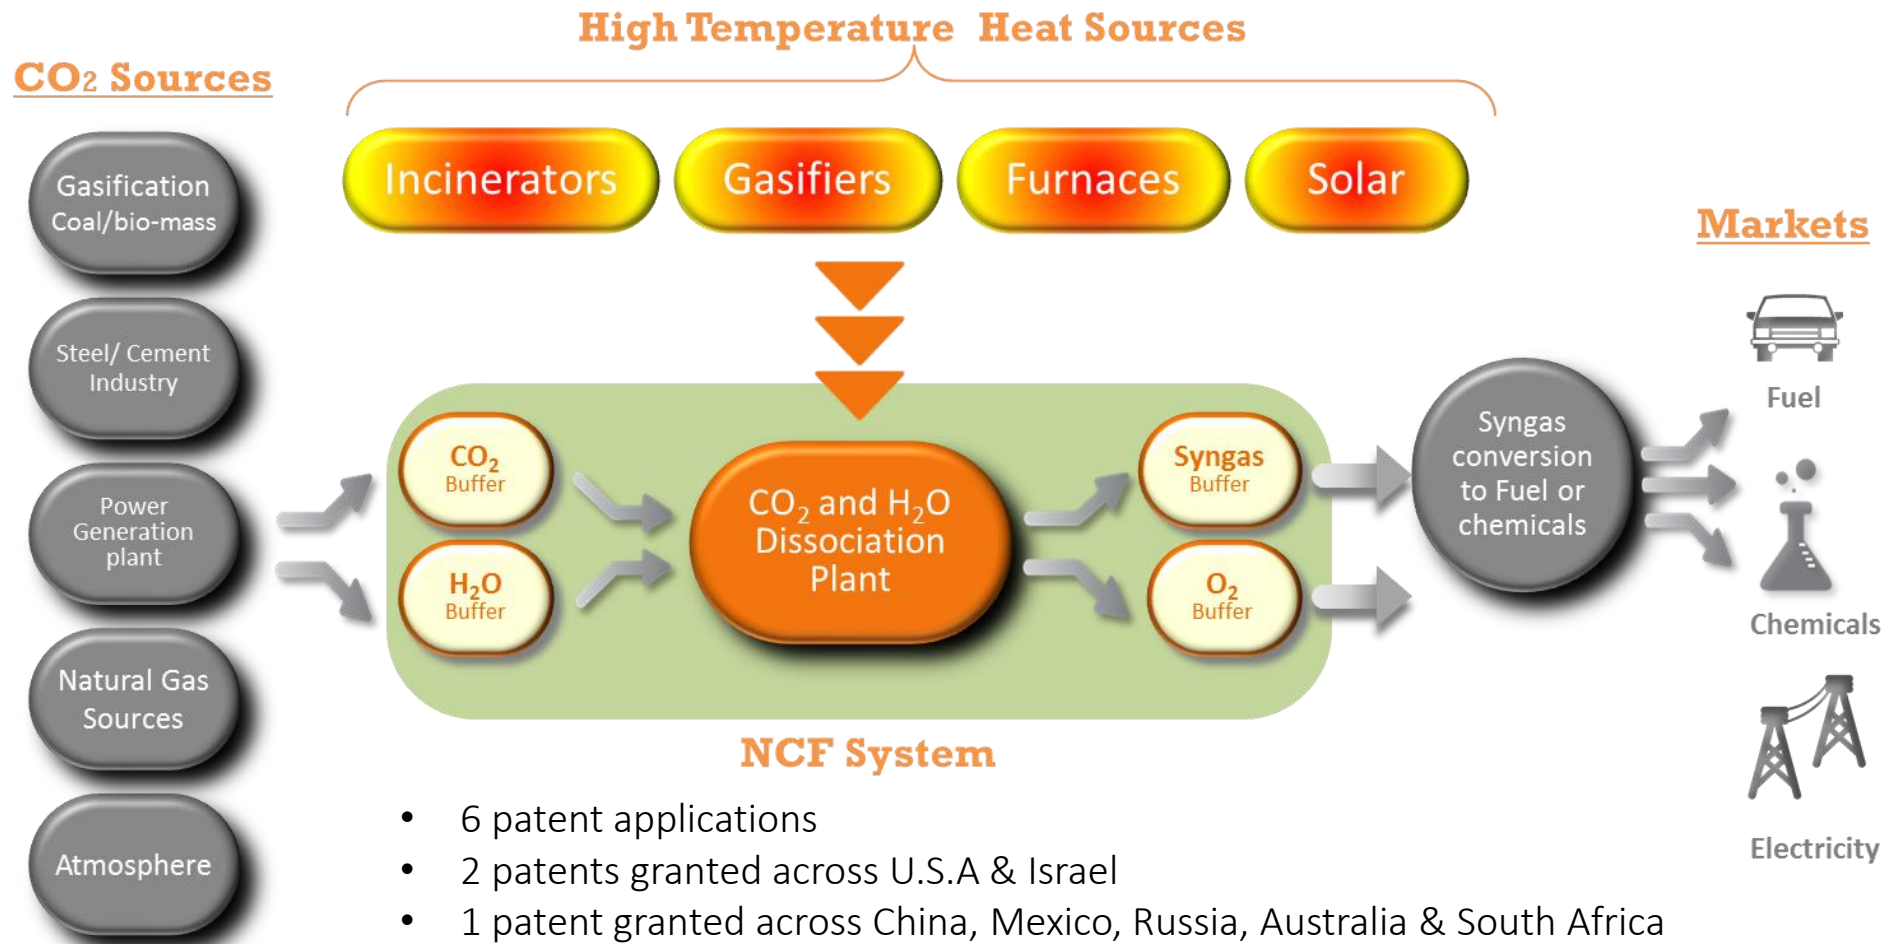 High Temperature Heat Sources
CO₂ Sources
Gasification
Coal/bio-mass
Steel/ Cement
Industry
Power
Generation
plant
Natural Gas
Sources
Atmosphere
Incinerators
Gasifiers
Furnaces
Solar
CO₂
Buffer
H₂O
Buffer
CO₂ and H₂O
Dissociation
Plant
Syngas
Buffer
O₂
Buffer
NCF System
Syngas
conversion
to Fuel or
chemicals
Markets
Fuel
Chemicals
Electricity
• 6 patent applications
• 2 patents granted across U.S.A & Israel
• 1 patent granted across China, Mexico, Russia, Australia & South Africa